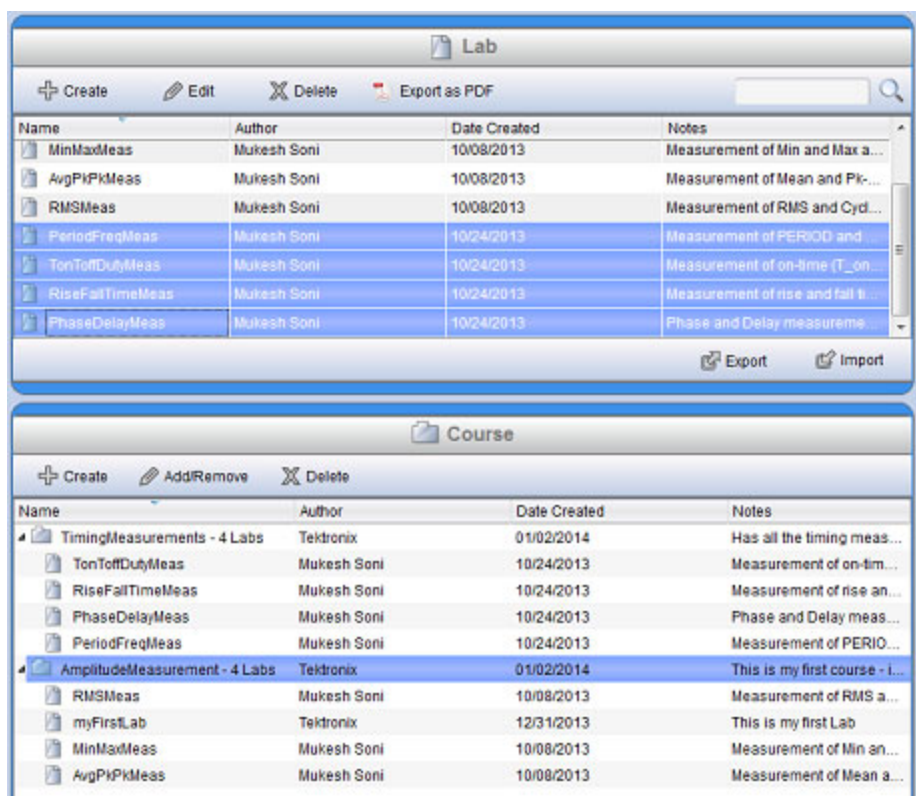 Lab
Create Edit Delete Export as PDF
Name Author Date Created Notes
MinMaxMeas Mukesh Soni 10/08/2013 Measurement of Min and Max a...
AvgPkPkMeas Mukesh Soni 10/08/2013 Measurement of Mean and Pk-...
RMSMeas Mukesh Soni 10/08/2013 Measurement of RMS and Cycl...
PeriodFreqMeas Mukesh Soni 10/24/2013 Measurement of PERIOD and ...
TonToffDutyMeas Mukesh Soni 10/24/2013 Measurement of on-time (T_on...
RiseFallTimeMeas Mukesh Soni 10/24/2013 Measurement of rise and fall ti...
PhaseDelayMeas Mukesh Soni 10/24/2013 Phase and Delay measureme...
Export Import
Course
Create Add/Remove Delete
Name Author Date Created Notes
TimingMeasurements - 4 Labs Tektronix 01/02/2014 Has all the timing meas...
TonToffDutyMeas Mukesh Soni 10/24/2013 Measurement of on-tim...
RiseFallTimeMeas Mukesh Soni 10/24/2013 Measurement of rise an...
PhaseDelayMeas Mukesh Soni 10/24/2013 Phase and Delay meas...
PeriodFreqMeas Mukesh Soni 10/24/2013 Measurement of PERIO...
AmplitudeMeasurement - 4 Labs Tektronix 01/02/2014 This is my first course - i...
RMSMeas Mukesh Soni 10/08/2013 Measurement of RMS a...
myFirstLab Tektronix 12/31/2013 This is my first Lab
MinMaxMeas Mukesh Soni 10/08/2013 Measurement of Min an...
AvgPkPkMeas Mukesh Soni 10/08/2013 Measurement of Mean a...